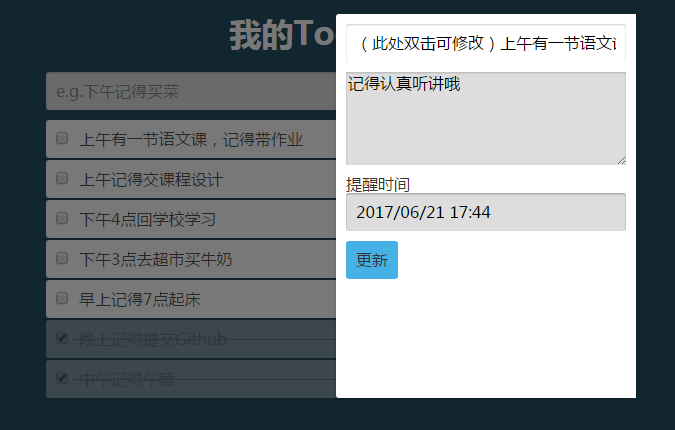 我的To
e.g.下午记得买菜
上午有一节语文课，记得带作业
上午记得交课程设计
下午4点回学校学习
下午3点去超市买牛奶
早上记得7点起床
晚上记得提交Github
中午记得午睡
（此处双击可修改）上午有一节语文
记得认真听讲哦
提醒时间
2017/06/21 17:44
更新